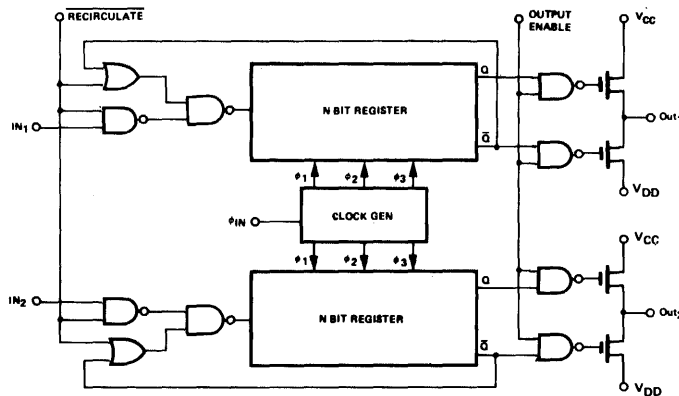 RECIRCULATE
OUTPUT
ENABLE
VCC
Q
N BIT REGISTER
IN1
Out1
Q̅
ϕ1 ϕ2 ϕ3
VDD
ϕIN
CLOCK GEN
VCC
ϕ1 ϕ2 ϕ3
Q
IN2
N BIT REGISTER
Out2
Q̅
VDD